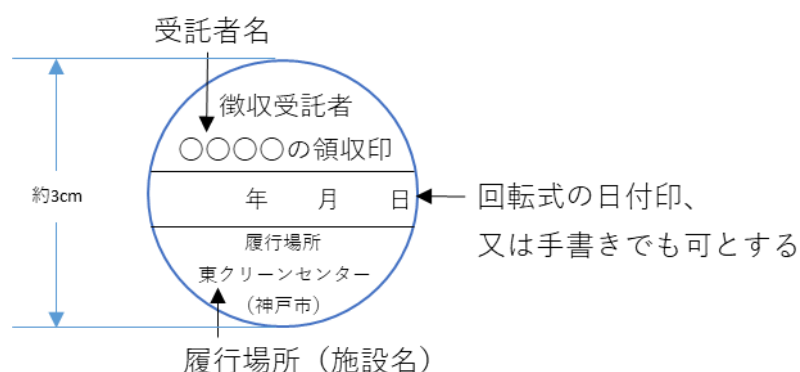 受託者名
徴収受託者
○○○○の領収印
約3cm
年 月 日
回転式の日付印、
又は手書きでも可とする
履行場所
東クリーンセンター
（神戸市）
履行場所（施設名）